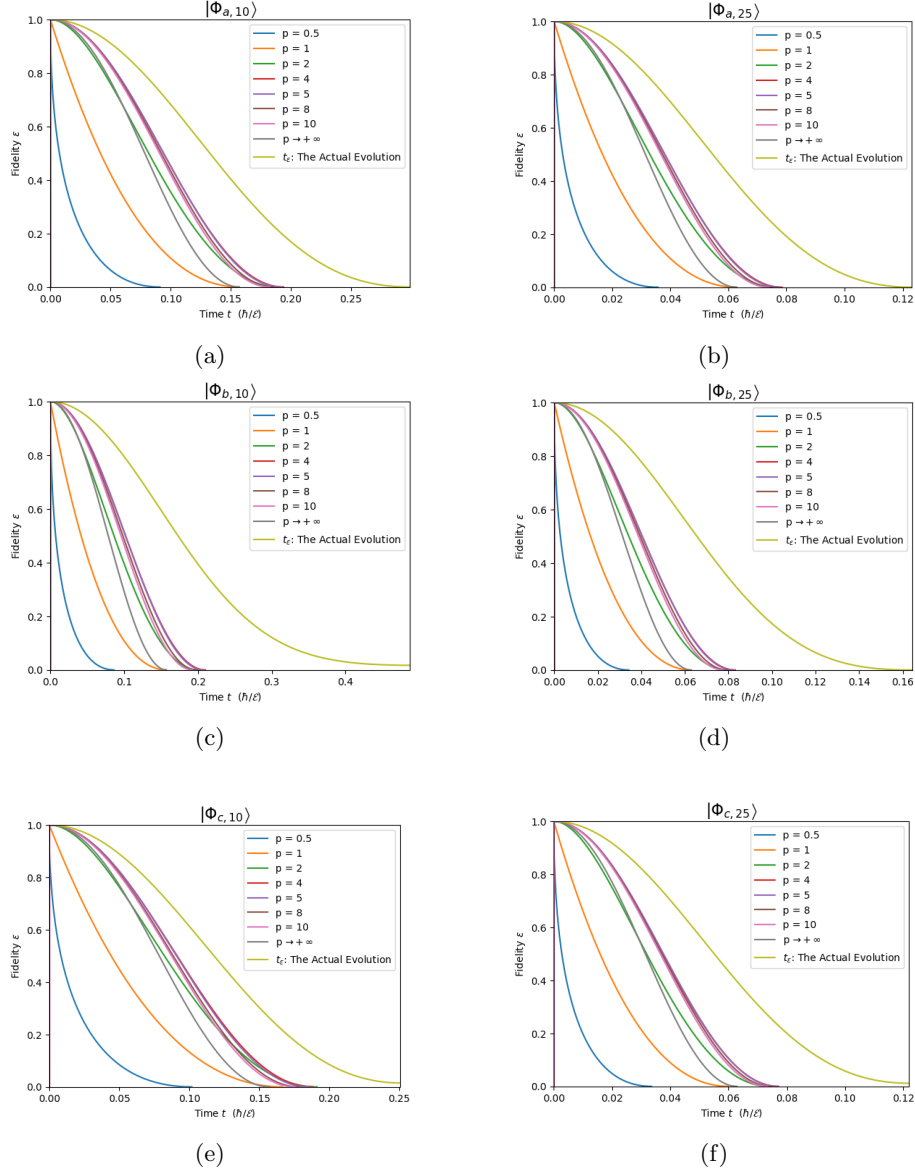 |Φa,10⟩
1.0
0.8
0.6
0.4
0.2
0.0
Fidelity ε
0.00 0.05 0.10 0.15 0.20 0.25
Time t (ħ/ℰ)
p = 0.5
p = 1
p = 2
p = 4
p = 5
p = 8
p = 10
p → +∞
tε: The Actual Evolution
(a)
|Φa,25⟩
1.0
0.8
0.6
0.4
0.2
0.0
Fidelity ε
0.00 0.02 0.04 0.06 0.08 0.10 0.12
Time t (ħ/ℰ)
p = 0.5
p = 1
p = 2
p = 4
p = 5
p = 8
p = 10
p → +∞
tε: The Actual Evolution
(b)
|Φb,10⟩
1.0
0.8
0.6
0.4
0.2
0.0
Fidelity ε
0.0 0.1 0.2 0.3 0.4
Time t (ħ/ℰ)
p = 0.5
p = 1
p = 2
p = 4
p = 5
p = 8
p = 10
p → +∞
tε: The Actual Evolution
(c)
|Φb,25⟩
1.0
0.8
0.6
0.4
0.2
0.0
Fidelity ε
0.00 0.02 0.04 0.06 0.08 0.10 0.12 0.14 0.16
Time t (ħ/ℰ)
p = 0.5
p = 1
p = 2
p = 4
p = 5
p = 8
p = 10
p → +∞
tε: The Actual Evolution
(d)
|Φc,10⟩
1.0
0.8
0.6
0.4
0.2
0.0
Fidelity ε
0.00 0.05 0.10 0.15 0.20 0.25
Time t (ħ/ℰ)
p = 0.5
p = 1
p = 2
p = 4
p = 5
p = 8
p = 10
p → +∞
tε: The Actual Evolution
(e)
|Φc,25⟩
1.0
0.8
0.6
0.4
0.2
0.0
Fidelity ε
0.00 0.02 0.04 0.06 0.08 0.10 0.12
Time t (ħ/ℰ)
p = 0.5
p = 1
p = 2
p = 4
p = 5
p = 8
p = 10
p → +∞
tε: The Actual Evolution
(f)